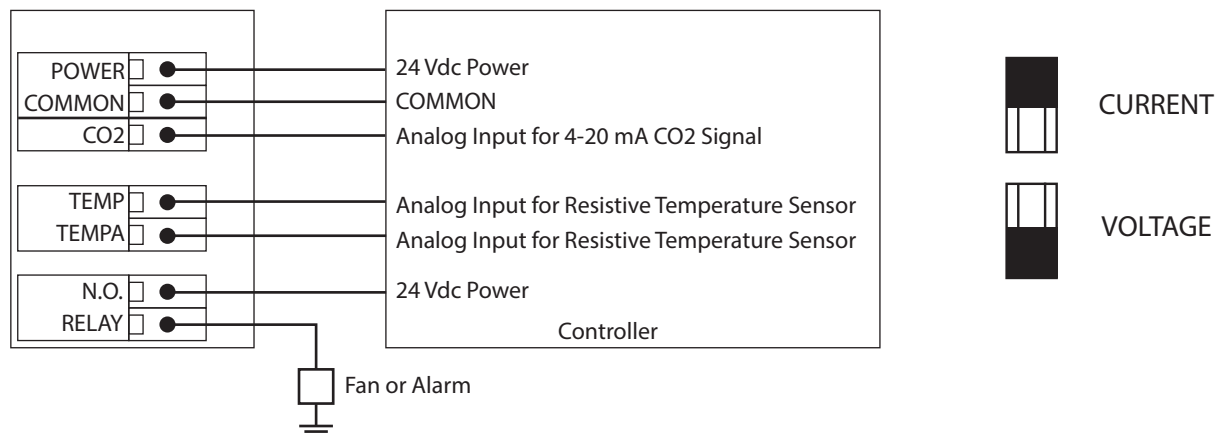 POWER
24 Vdc Power
COMMON
COMMON
CO2
Analog Input for 4-20 mA CO2 Signal
TEMP
Analog Input for Resistive Temperature Sensor
TEMPA
Analog Input for Resistive Temperature Sensor
N.O.
24 Vdc Power
RELAY
Controller
Fan or Alarm
CURRENT
VOLTAGE